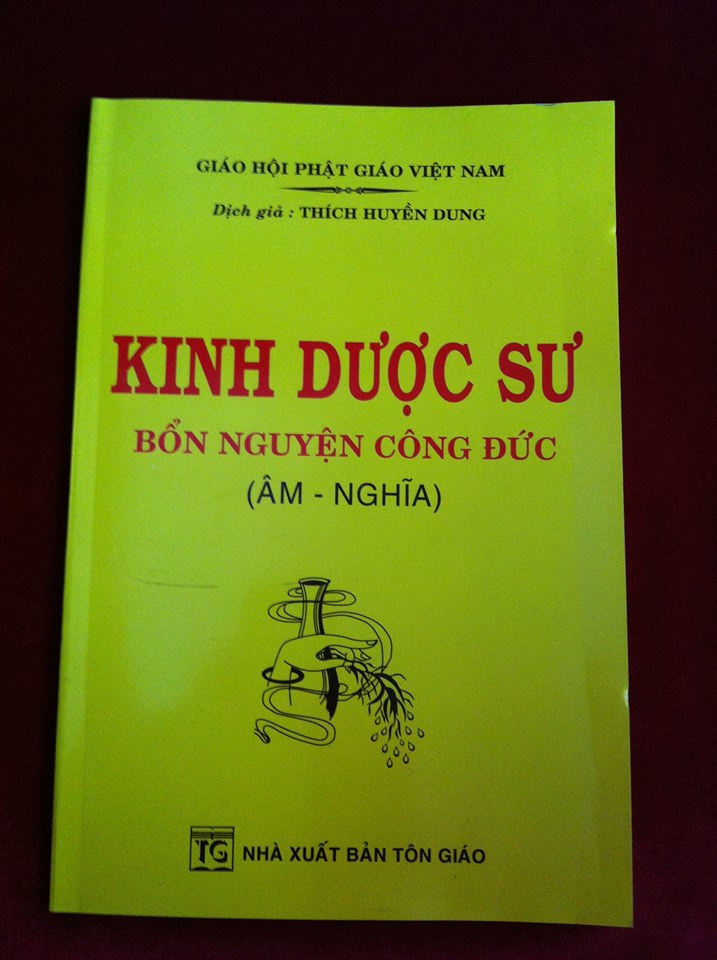 GIÁO HỘI PHẬT GIÁO VIỆT NAM
Dịch giả : THÍCH HUYỀN DUNG
KINH DƯỢC SƯ
BỔN NGUYỆN CÔNG ĐỨC
(ÂM - NGHĨA)
TG NHÀ XUẤT BẢN TÔN GIÁO